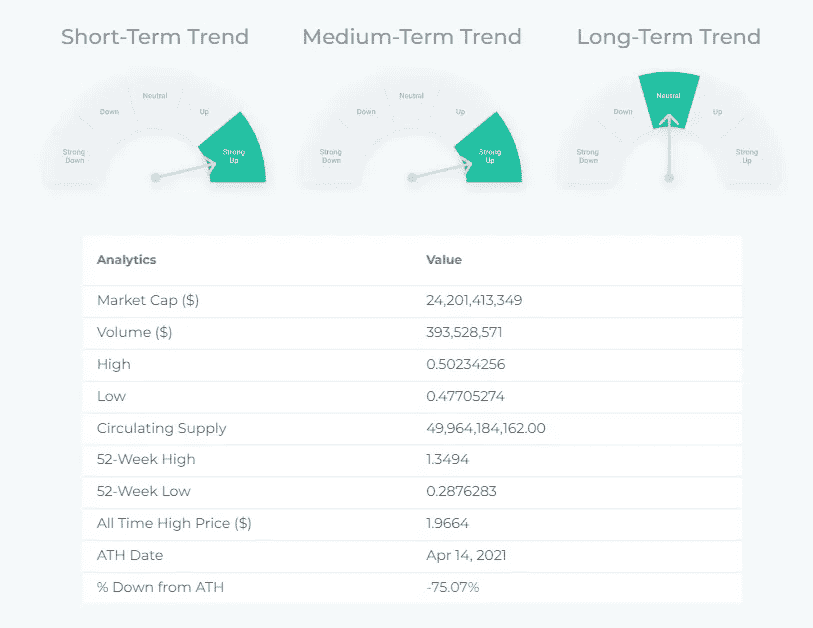 Short-Term Trend
Medium-Term Trend
Long-Term Trend
Strong Down
Down
Neutral
Up
Strong Up
Strong Down
Down
Neutral
Up
Strong Up
Strong Down
Down
Neutral
Up
Strong Up
Analytics Value
Market Cap ($) 24,201,413,349
Volume ($) 393,528,571
High 0.50234256
Low 0.47705274
Circulating Supply 49,964,184,162.00
52-Week High 1.3494
52-Week Low 0.2876283
All Time High Price ($) 1.9664
ATH Date Apr 14, 2021
% Down from ATH -75.07%